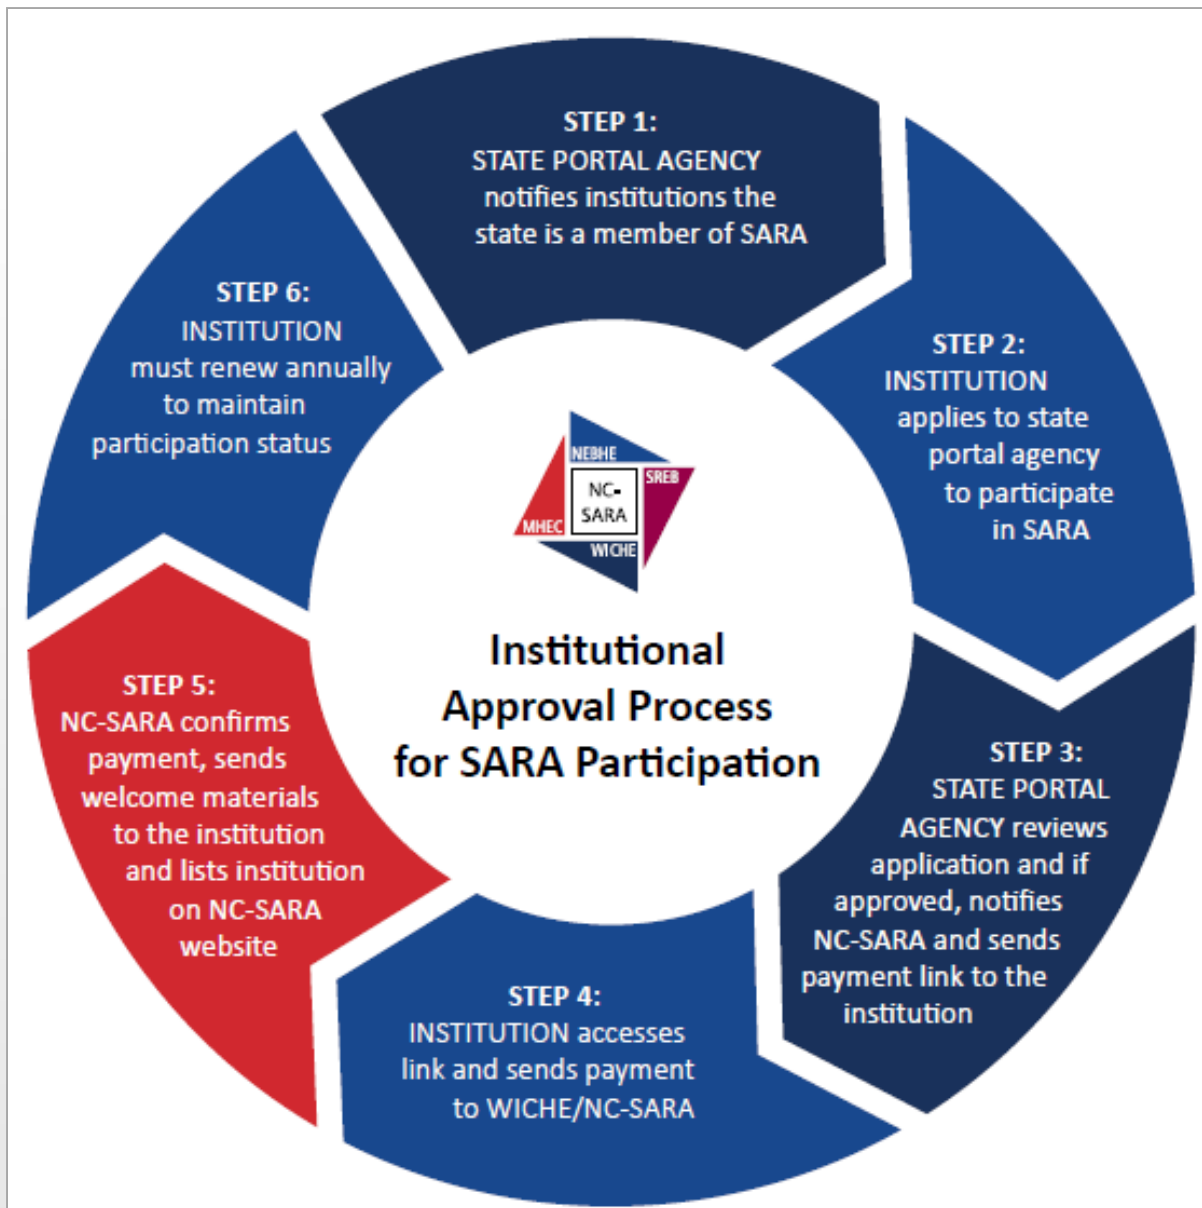 STEP 1:
STATE PORTAL AGENCY
notifies institutions the
state is a member of SARA
STEP 2:
INSTITUTION
applies to state
portal agency
to participate
in SARA
STEP 3:
STATE PORTAL
AGENCY reviews
application and if
approved, notifies
NC-SARA and sends
payment link to the
institution
STEP 4:
INSTITUTION accesses
link and sends payment
to WICHE/NC-SARA
STEP 5:
NC-SARA confirms
payment, sends
welcome materials
to the institution
and lists institution
on NC-SARA
website
STEP 6:
INSTITUTION
must renew annually
to maintain
participation status
NEBHE
SREB
NC-
SARA
MHEC
WICHE
Institutional
Approval Process
for SARA Participation